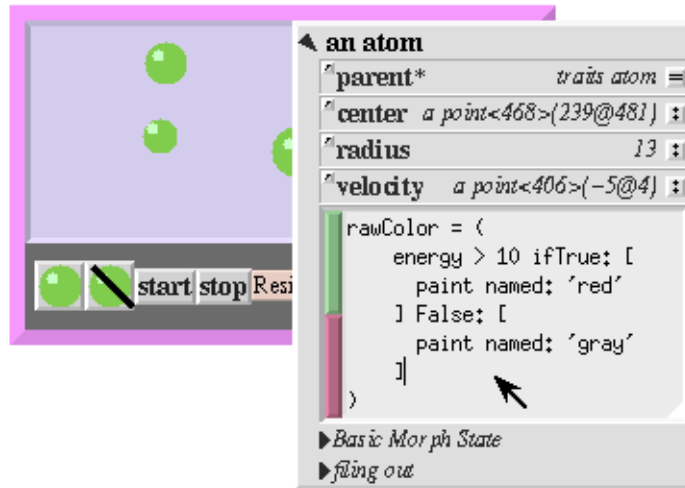 an atom
parent* traits atom =
center a point<468>(239@481) :
radius 13 :
velocity a point<406>(-5@4) :
rawColor = (
energy > 10 ifTrue: [
paint named: 'red'
] False: [
paint named: 'gray'
]
)
Basic Morph State
filing out
start stop Resi